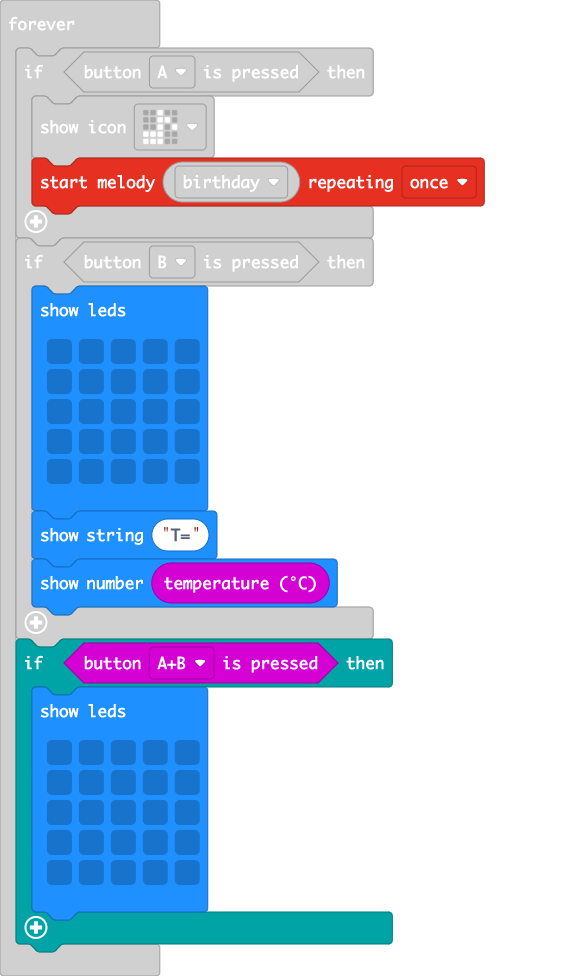 forever
if button A is pressed then
show icon
start melody birthday repeating once
if button B is pressed then
show leds
show string "T="
show number temperature (°C)
if button A+B is pressed then
show leds